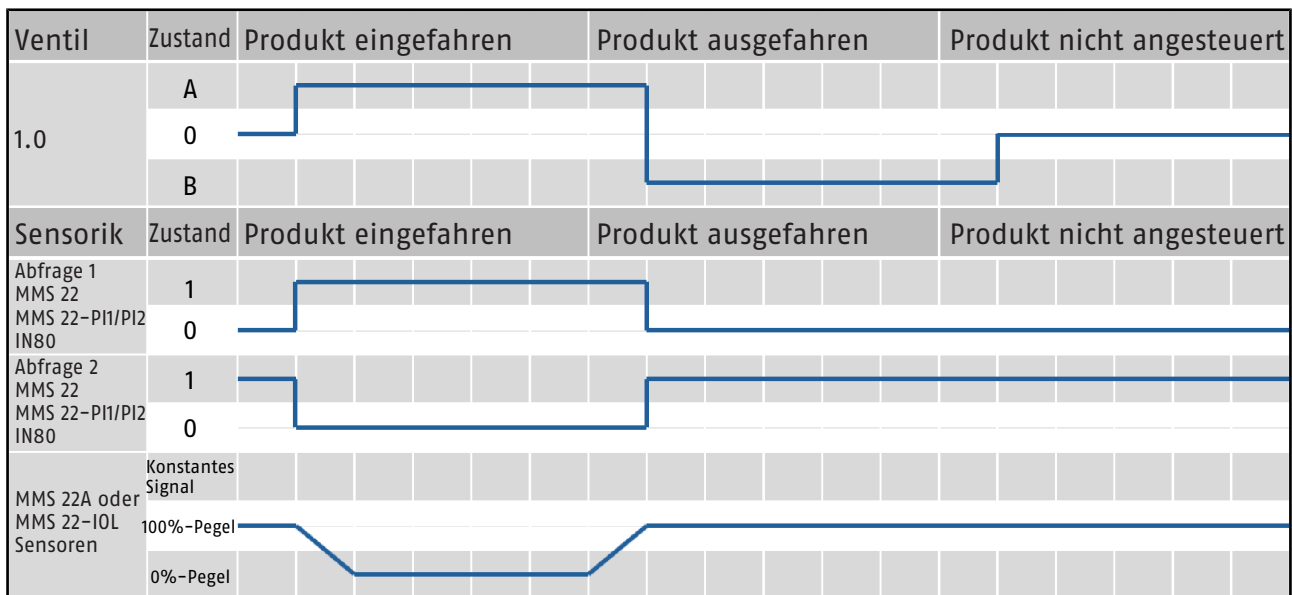 Ventil Zustand Produkt eingefahren Produkt ausgefahren Produkt nicht angesteuert
1.0
A
0
B
Sensorik Zustand Produkt eingefahren Produkt ausgefahren Produkt nicht angesteuert
Abfrage 1
MMS 22
MMS 22-PI1/PI2
IN80
1
0
Abfrage 2
MMS 22
MMS 22-PI1/PI2
IN80
1
0
MMS 22A oder
MMS 22-IOL
Sensoren
Konstantes
Signal
100%-Pegel
0%-Pegel